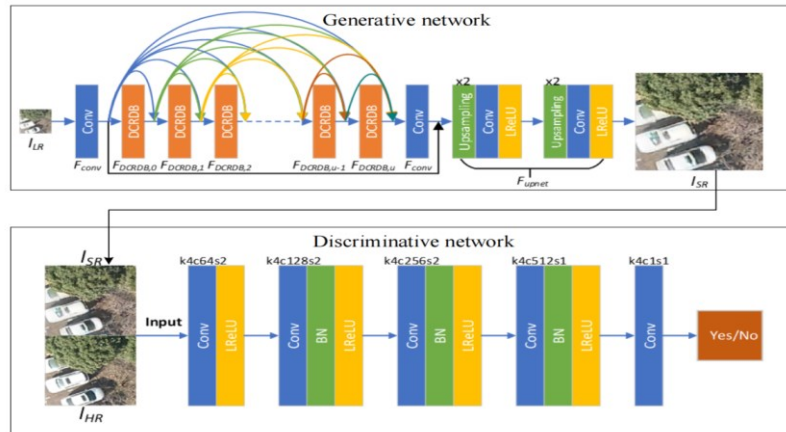 Generative network
x2
x2
Conv
DCRDB
DCRDB
DCRDB
DCRDB
DCRDB
Conv
Upsampling
Conv
LReLU
Upsampling
Conv
LReLU
I_LR
F_conv
F_DCRDB,0
F_DCRDB,1
F_DCRDB,2
F_DCRDB,u-1
F_DCRDB,u
F_conv
F_upnet
I_SR
Discriminative network
I_SR
k4c64s2
k4c128s2
k4c256s2
k4c512s1
k4c1s1
Input
Conv
LReLU
Conv
BN
LReLU
Conv
BN
LReLU
Conv
BN
LReLU
Conv
Yes/No
I_HR